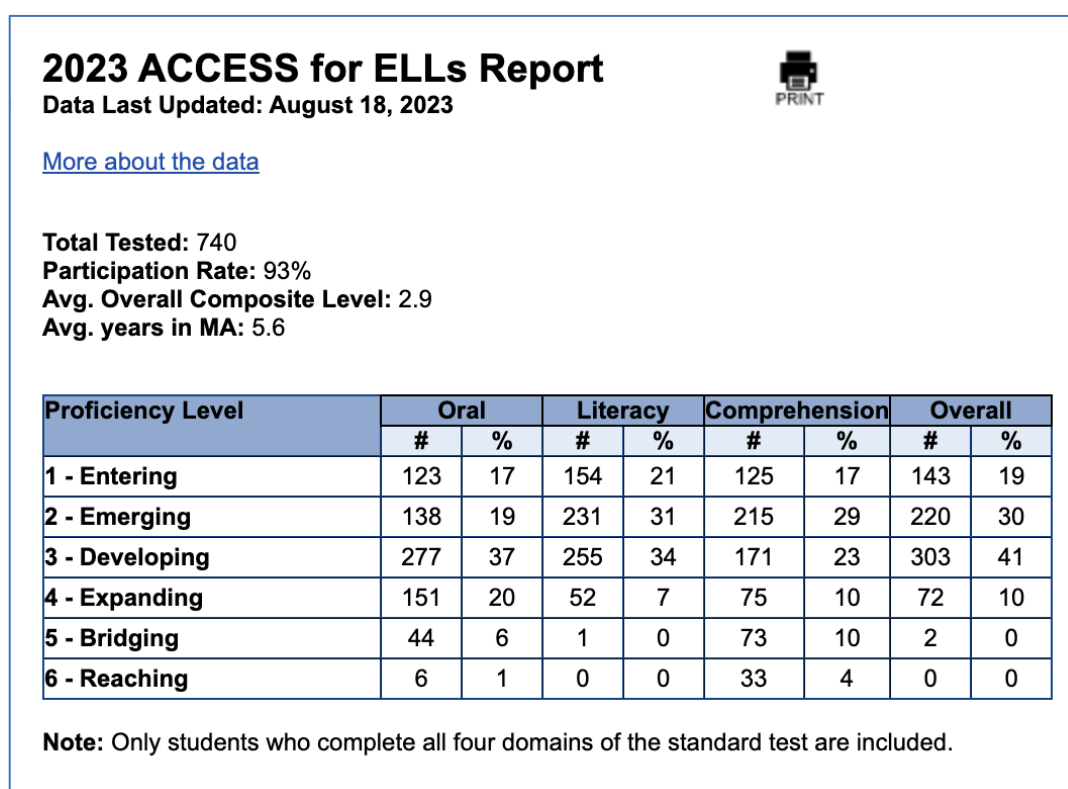 2023 ACCESS for ELLs Report
PRINT
Data Last Updated: August 18, 2023
More about the data
Total Tested: 740
Participation Rate: 93%
Avg. Overall Composite Level: 2.9
Avg. years in MA: 5.6
Proficiency Level Oral Literacy Comprehension Overall
# % # % # % # %
1 - Entering 123 17 154 21 125 17 143 19
2 - Emerging 138 19 231 31 215 29 220 30
3 - Developing 277 37 255 34 171 23 303 41
4 - Expanding 151 20 52 7 75 10 72 10
5 - Bridging 44 6 1 0 73 10 2 0
6 - Reaching 6 1 0 0 33 4 0 0
Note: Only students who complete all four domains of the standard test are included.